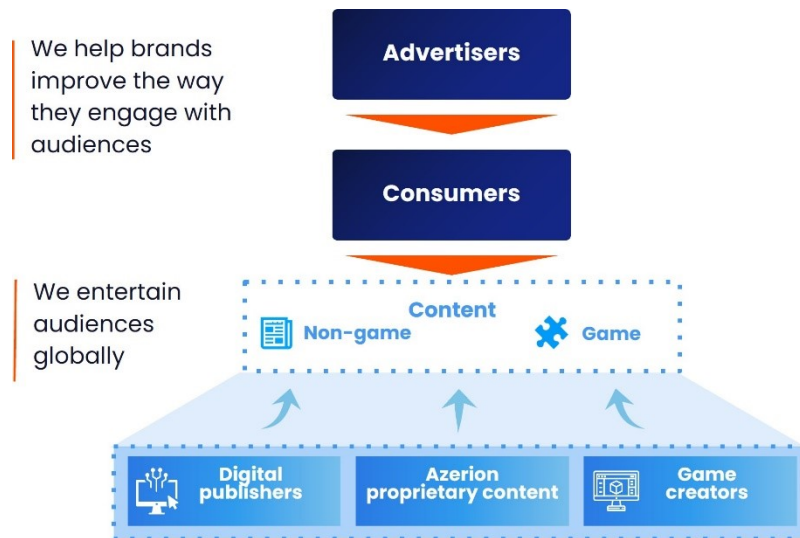 We help brands
improve the way
they engage with
audiences
Advertisers
Consumers
We entertain
audiences
globally
Content
Non-game
Game
Digital
publishers
Azerion
proprietary content
Game
creators